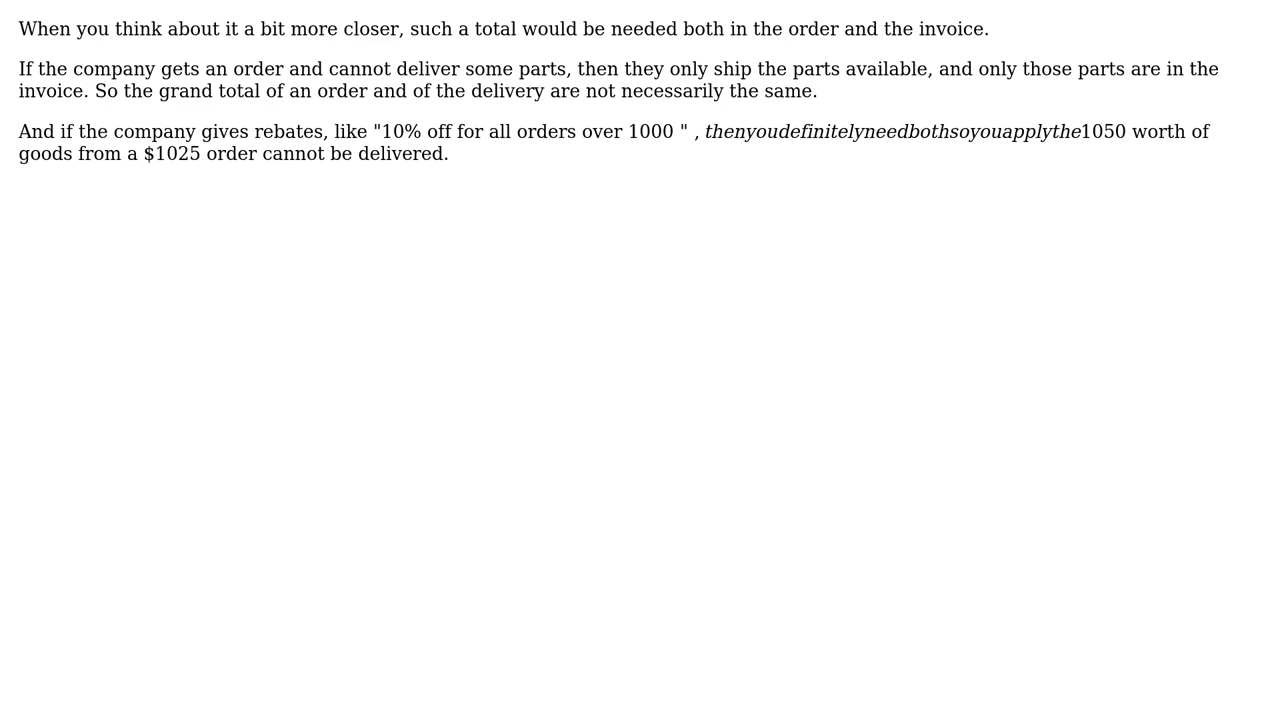 When you think about it a bit more closer, such a total would be needed both in the order and the invoice.
If the company gets an order and cannot deliver some parts, then they only ship the parts available, and only those parts are in the
invoice. So the grand total of an order and of the delivery are not necessarily the same.
And if the company gives rebates, like "10% off for all orders over 1000 " , thenyoudefinitelyneedbothsoyouapplythe1050 worth of
goods from a $1025 order cannot be delivered.